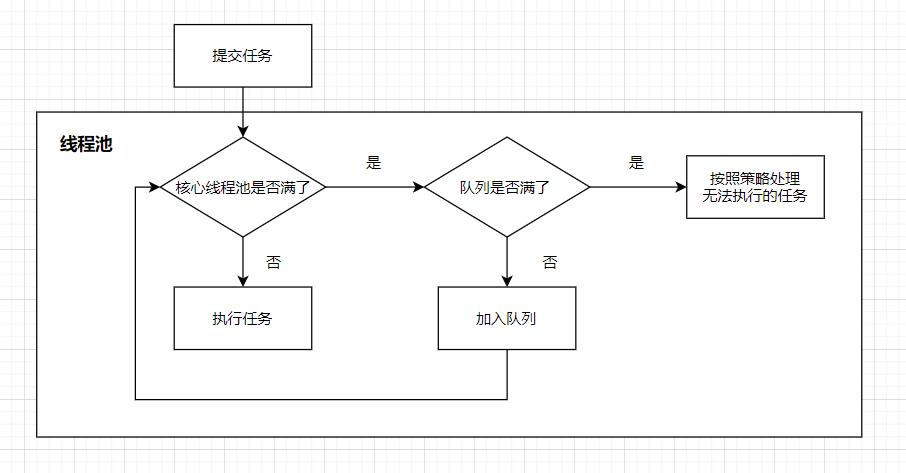 提交任务
线程池
核心线程池是否满了
是
队列是否满了
是
按照策略处理
无法执行的任务
否
否
执行任务
加入队列